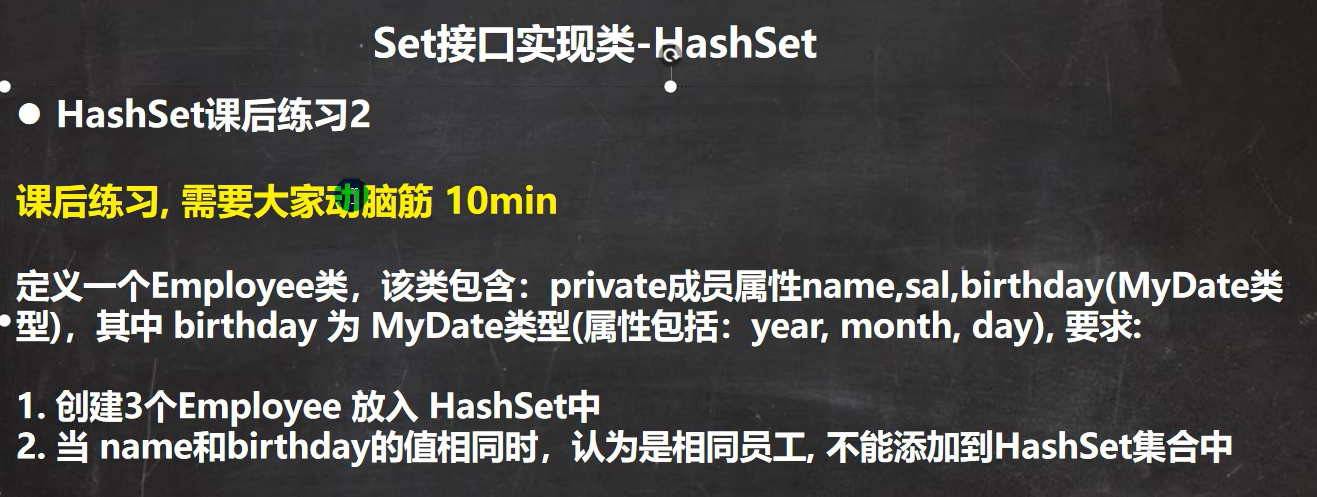 Set接口实现类-HashSet
● HashSet课后练习2
课后练习, 需要大家动脑筋 10min
定义一个Employee类，该类包含：private成员属性name,sal,birthday(MyDate类
型)，其中 birthday 为 MyDate类型(属性包括：year, month, day), 要求:
1. 创建3个Employee 放入 HashSet中
2. 当 name和birthday的值相同时，认为是相同员工, 不能添加到HashSet集合中